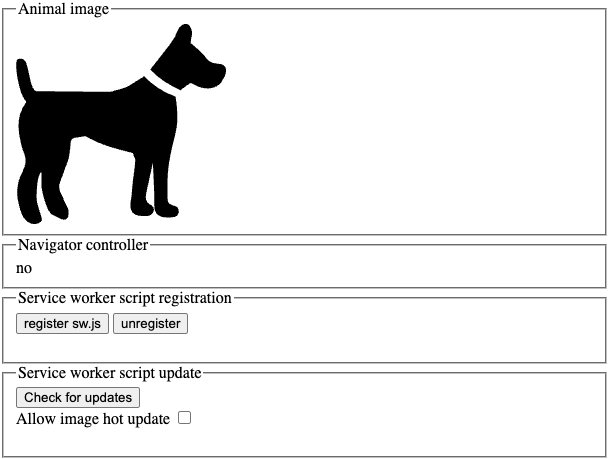 Animal image
Navigator controller
no
Service worker script registration
register sw.js unregister
Service worker script update
Check for updates
Allow image hot update